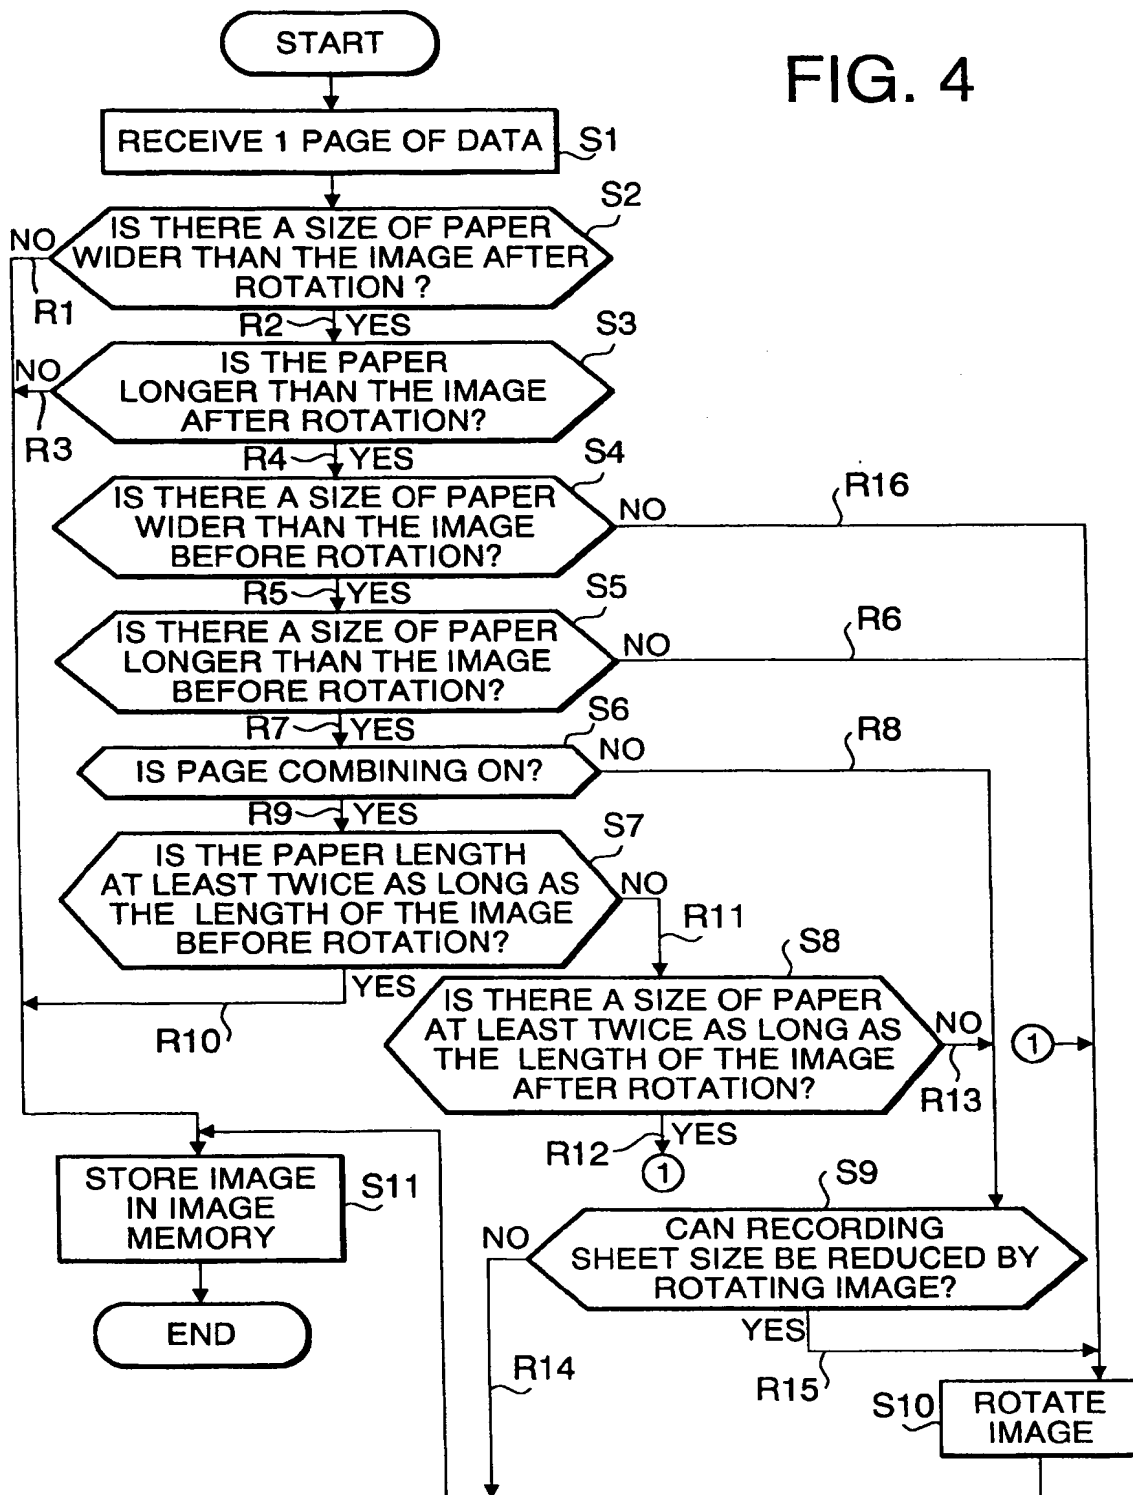 START
FIG. 4
RECEIVE 1 PAGE OF DATA
S1
S2
IS THERE A SIZE OF PAPER
WIDER THAN THE IMAGE AFTER
ROTATION ?
NO
R1
R2
YES
S3
IS THE PAPER
LONGER THAN THE IMAGE
AFTER ROTATION?
NO
R3
R4
YES
S4
IS THERE A SIZE OF PAPER
WIDER THAN THE IMAGE
BEFORE ROTATION?
NO
R16
R5
YES
S5
IS THERE A SIZE OF PAPER
LONGER THAN THE IMAGE
BEFORE ROTATION?
NO
R6
R7
YES
S6
IS PAGE COMBINING ON?
NO
R8
R9
YES
S7
IS THE PAPER LENGTH
AT LEAST TWICE AS LONG AS
THE LENGTH OF THE IMAGE
BEFORE ROTATION?
NO
R11
YES
R10
S8
IS THERE A SIZE OF PAPER
AT LEAST TWICE AS LONG AS
THE LENGTH OF THE IMAGE
AFTER ROTATION?
NO
R13
1
R12
YES
1
STORE IMAGE
IN IMAGE
MEMORY
S11
END
S9
CAN RECORDING
SHEET SIZE BE REDUCED BY
ROTATING IMAGE?
NO
R14
YES
R15
S10
ROTATE
IMAGE